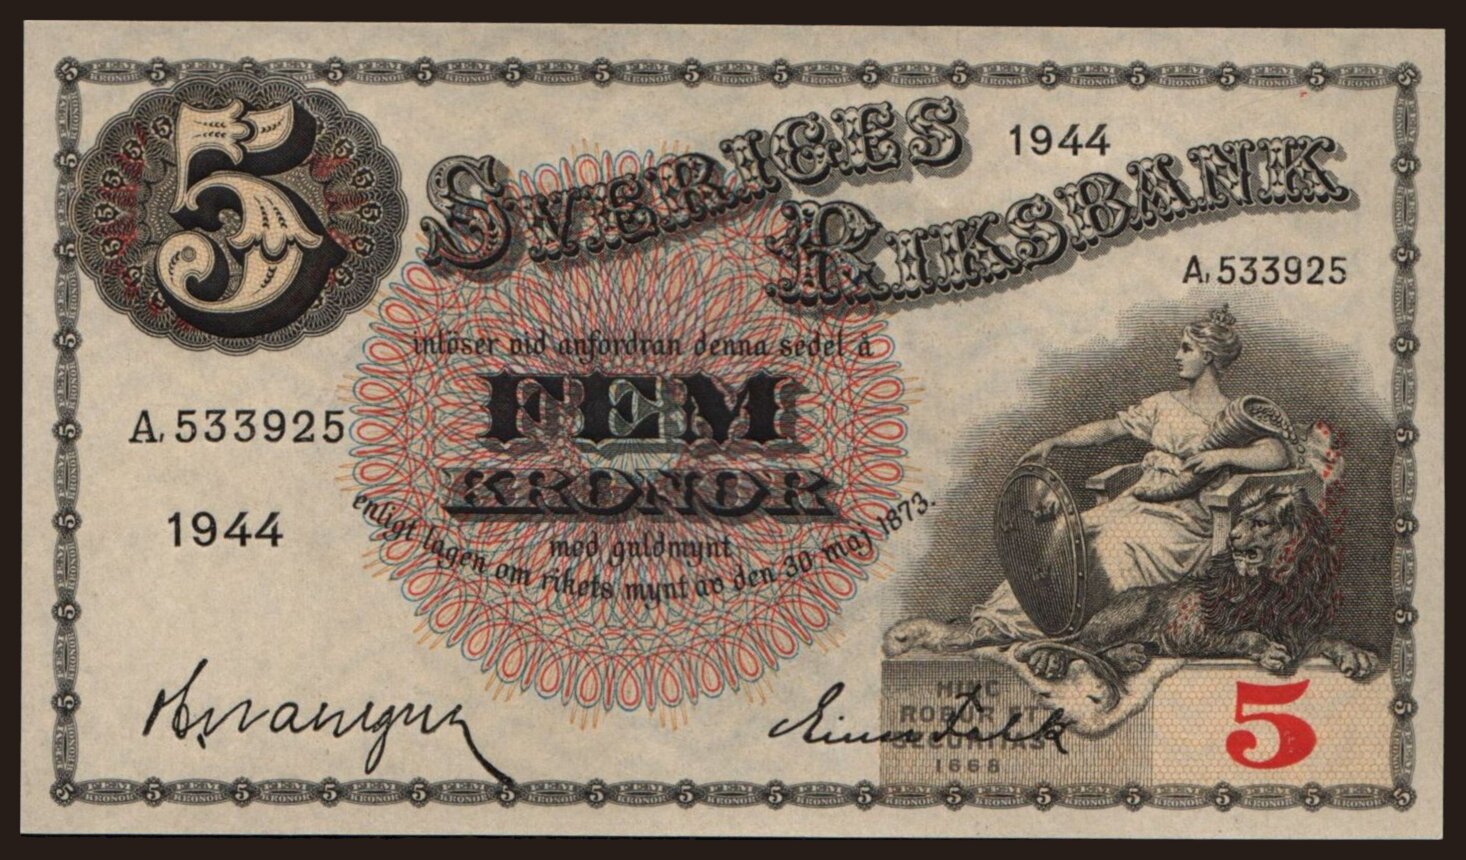 5
SVERIGES
1944
RIKSBANK
A, 533925
inlöser vid anfordran denna sedel å
FEM
A, 533925
KRONOR
1944
med guldmynt
enligt lagen om rikets mynt av den 30 maj 1873.
HINC
ROBUR ET
SECURITAS
1668
5